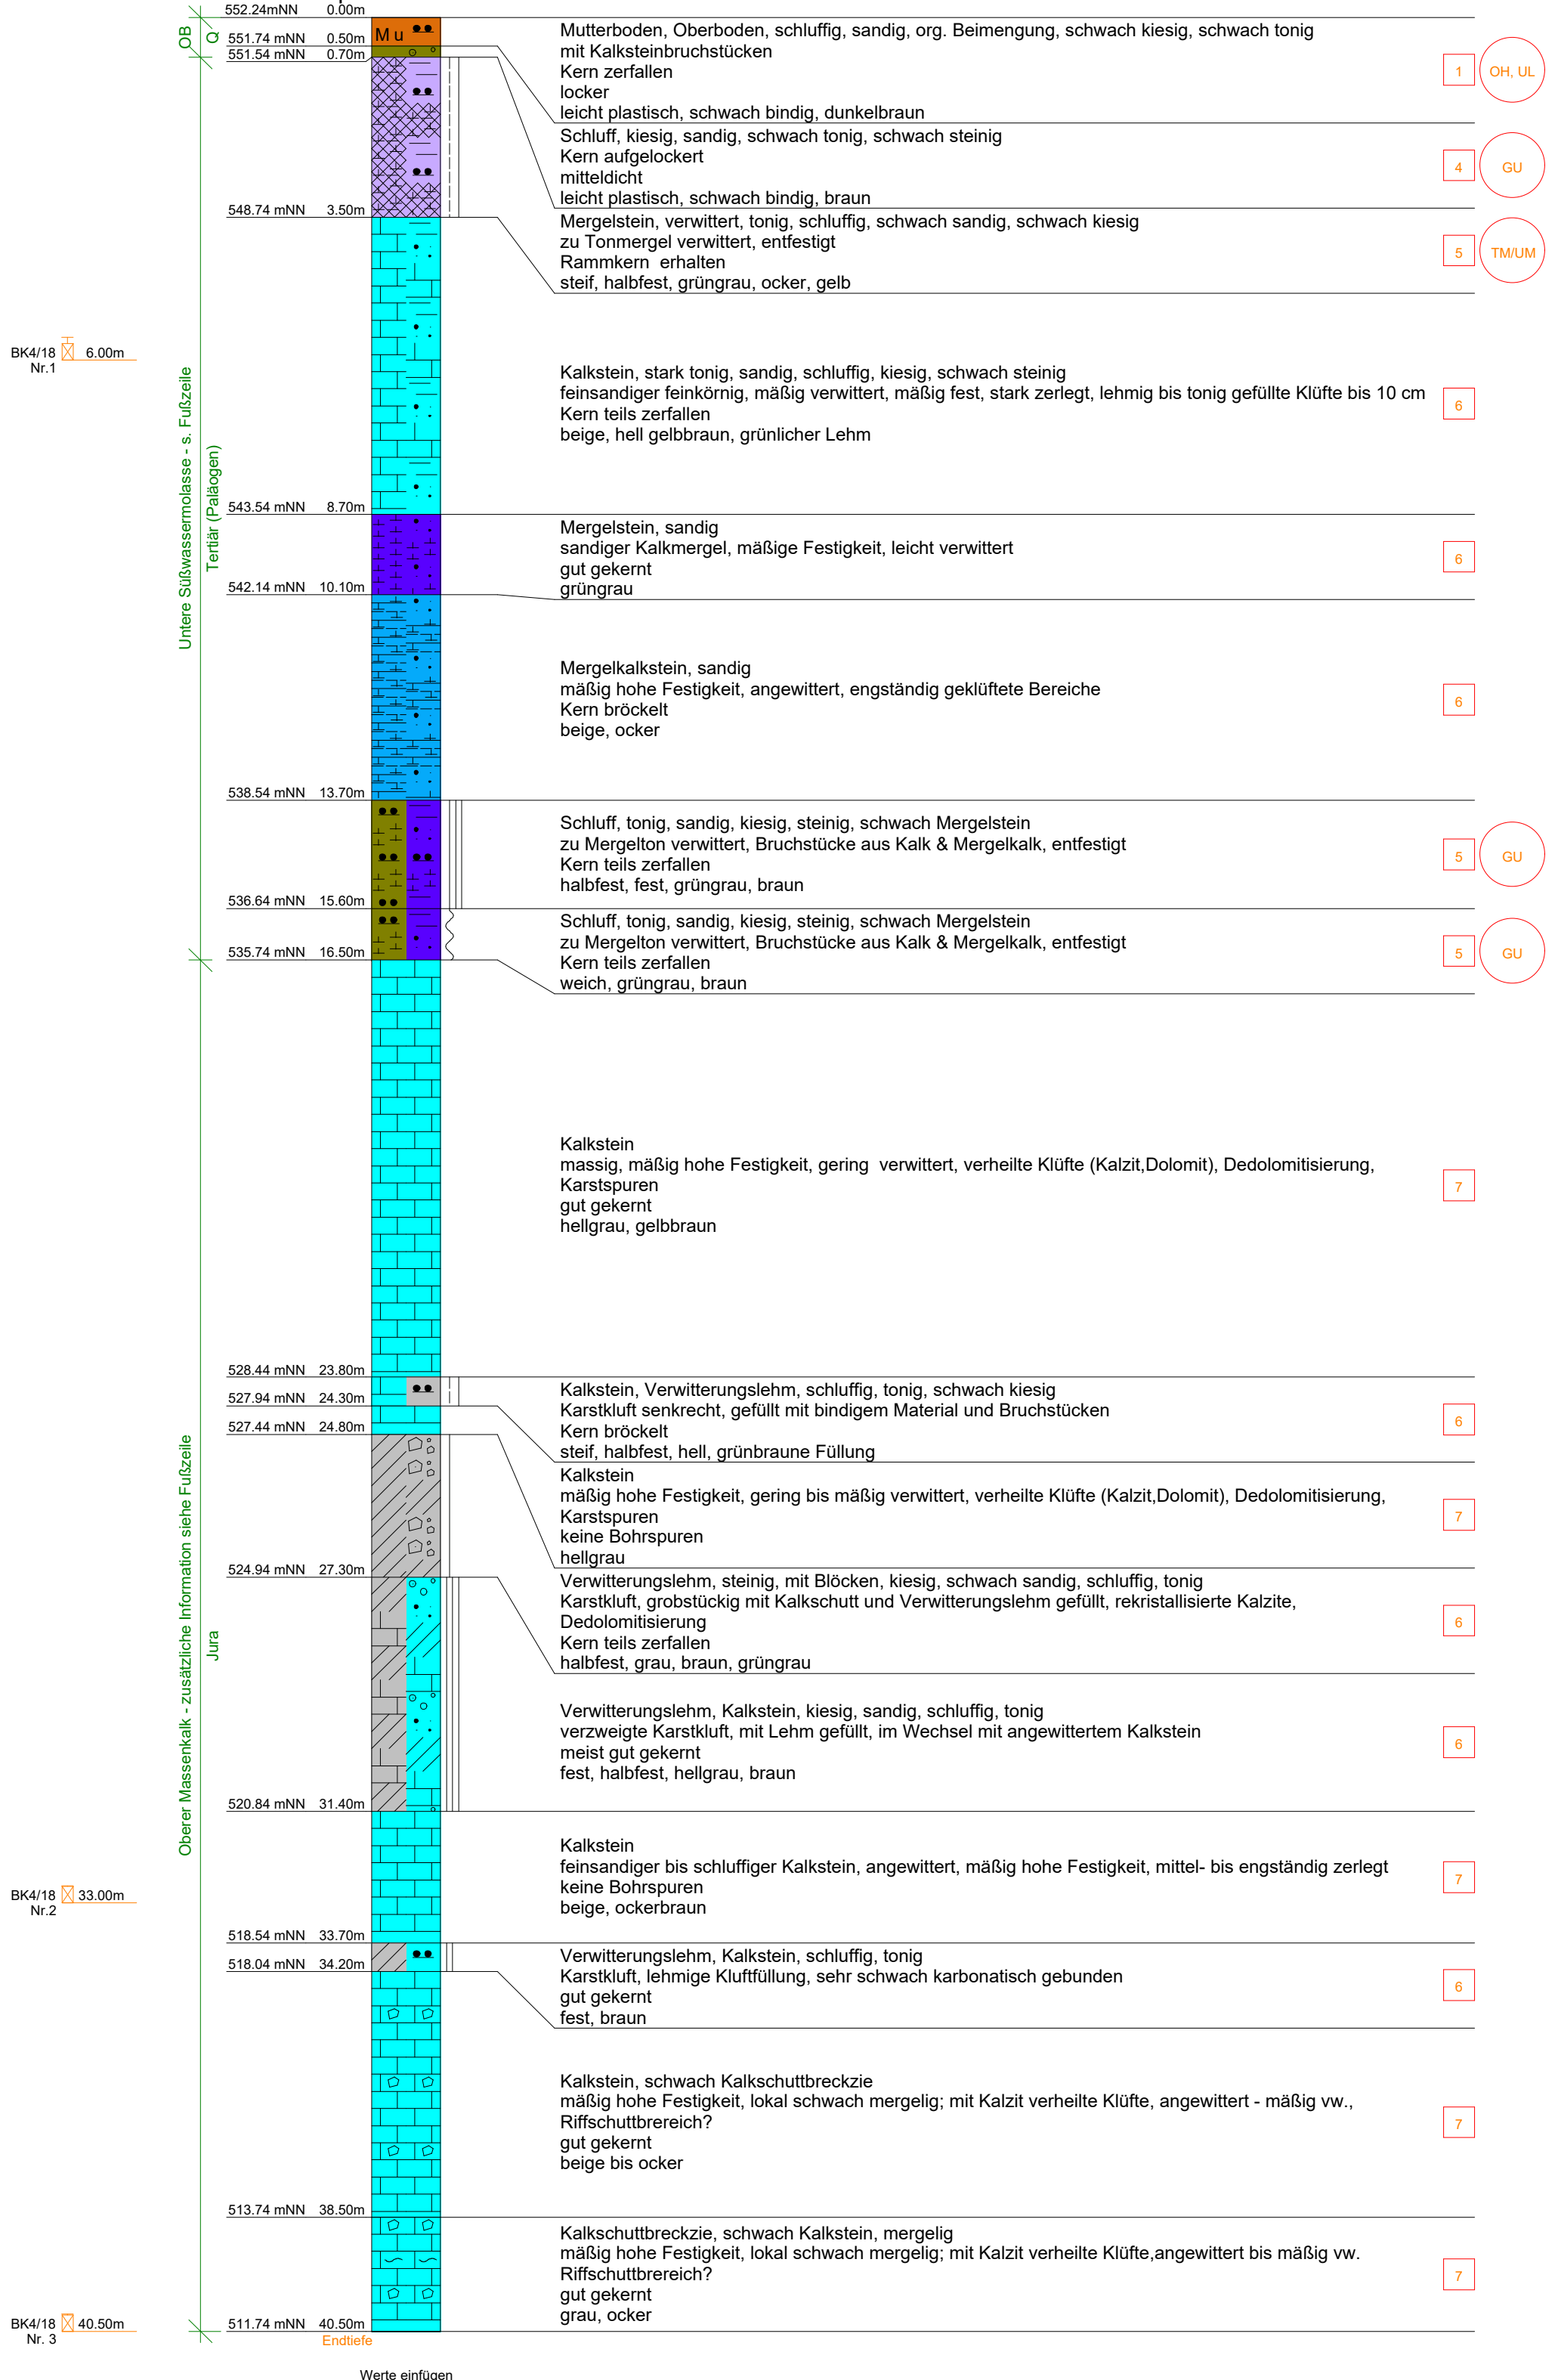 552.24mNN 0.00m
OB
Q
Mu
551.74 mNN 0.50m
551.54 mNN 0.70m
Mutterboden, Oberboden, schluffig, sandig, org. Beimengung, schwach kiesig, schwach tonig
mit Kalksteinbruchstücken
Kern zerfallen
locker
leicht plastisch, schwach bindig, dunkelbraun
1 OH, UL
Schluff, kiesig, sandig, schwach tonig, schwach steinig
Kern aufgelockert
mitteldicht
leicht plastisch, schwach bindig, braun
4 GU
548.74 mNN 3.50m
Mergelstein, verwittert, tonig, schluffig, schwach sandig, schwach kiesig
zu Tonmergel verwittert, entfestigt
Rammkern erhalten
steif, halbfest, grüngrau, ocker, gelb
5 TM/UM
BK4/18 6.00m
Nr.1
Untere Süßwassermolasse - s. Fußzeile
Tertiär (Paläogen)
Kalkstein, stark tonig, sandig, schluffig, kiesig, schwach steinig
feinsandiger feinkörnig, mäßig verwittert, mäßig fest, stark zerlegt, lehmig bis tonig gefüllte Klüfte bis 10 cm
Kern teils zerfallen
beige, hell gelbbraun, grünlicher Lehm
6
543.54 mNN 8.70m
Mergelstein, sandig
sandiger Kalkmergel, mäßige Festigkeit, leicht verwittert
gut gekernt
grüngrau
6
542.14 mNN 10.10m
Mergelkalkstein, sandig
mäßig hohe Festigkeit, angewittert, engständig geklüftete Bereiche
Kern bröckelt
beige, ocker
6
538.54 mNN 13.70m
Schluff, tonig, sandig, kiesig, steinig, schwach Mergelstein
zu Mergelton verwittert, Bruchstücke aus Kalk & Mergelkalk, entfestigt
Kern teils zerfallen
halbfest, fest, grüngrau, braun
5 GU
536.64 mNN 15.60m
Schluff, tonig, sandig, kiesig, steinig, schwach Mergelstein
zu Mergelton verwittert, Bruchstücke aus Kalk & Mergelkalk, entfestigt
Kern teils zerfallen
weich, grüngrau, braun
5 GU
535.74 mNN 16.50m
Kalkstein
massig, mäßig hohe Festigkeit, gering verwittert, verheilte Klüfte (Kalzit,Dolomit), Dedolomitisierung,
Karstspuren
gut gekernt
hellgrau, gelbbraun
7
528.44 mNN 23.80m
527.94 mNN 24.30m
527.44 mNN 24.80m
Kalkstein, Verwitterungslehm, schluffig, tonig, schwach kiesig
Karstkluft senkrecht, gefüllt mit bindigem Material und Bruchstücken
Kern bröckelt
steif, halbfest, hell, grünbraune Füllung
6
Kalkstein
mäßig hohe Festigkeit, gering bis mäßig verwittert, verheilte Klüfte (Kalzit,Dolomit), Dedolomitisierung,
Karstspuren
keine Bohrspuren
hellgrau
7
Oberer Massenkalk - zusätzliche Information siehe Fußzeile
Jura
524.94 mNN 27.30m
Verwitterungslehm, steinig, mit Blöcken, kiesig, schwach sandig, schluffig, tonig
Karstkluft, grobstückig mit Kalkschutt und Verwitterungslehm gefüllt, rekristallisierte Kalzite,
Dedolomitisierung
Kern teils zerfallen
halbfest, grau, braun, grüngrau
6
Verwitterungslehm, Kalkstein, kiesig, sandig, schluffig, tonig
verzweigte Karstkluft, mit Lehm gefüllt, im Wechsel mit angewittertem Kalkstein
meist gut gekernt
fest, halbfest, hellgrau, braun
6
520.84 mNN 31.40m
Kalkstein
feinsandiger bis schluffiger Kalkstein, angewittert, mäßig hohe Festigkeit, mittel- bis engständig zerlegt
keine Bohrspuren
beige, ockerbraun
7
BK4/18 33.00m
Nr.2
518.54 mNN 33.70m
518.04 mNN 34.20m
Verwitterungslehm, Kalkstein, schluffig, tonig
Karstkluft, lehmige Kluftfüllung, sehr schwach karbonatisch gebunden
gut gekernt
fest, braun
6
Kalkstein, schwach Kalkschuttbreckzie
mäßig hohe Festigkeit, lokal schwach mergelig; mit Kalzit verheilte Klüfte, angewittert - mäßig vw.,
Riffschuttbrereich?
gut gekernt
beige bis ocker
7
513.74 mNN 38.50m
Kalkschuttbreckzie, schwach Kalkstein, mergelig
mäßig hohe Festigkeit, lokal schwach mergelig; mit Kalzit verheilte Klüfte,angewittert bis mäßig vw.
Riffschuttbrereich?
gut gekernt
grau, ocker
7
BK4/18 40.50m
Nr. 3
511.74 mNN 40.50m
Endtiefe
Werte einfügen